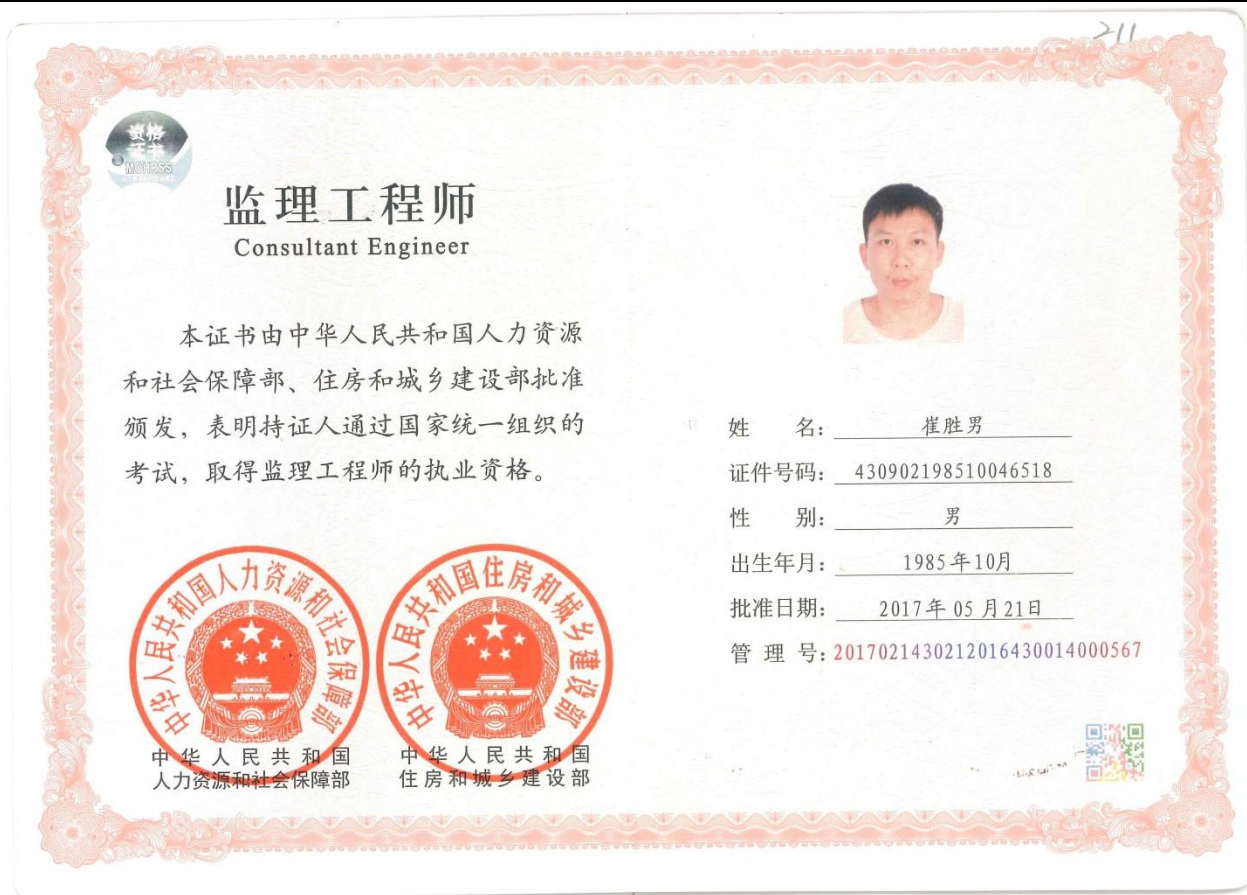 211
资格
证书
MOHRSS
监理工程师
Consultant Engineer
本证书由中华人民共和国人力资源
和社会保障部、住房和城乡建设部批准
颁发，表明持证人通过国家统一组织的
考试，取得监理工程师的执业资格。
中华人民共和国人力资源和社会保障部
中华人民共和国住房和城乡建设部
中华人民共和国
人力资源和社会保障部
中华人民共和国
住房和城乡建设部
姓 名：崔胜男
证件号码：430902198510046518
性 别：男
出生年月：1985年10月
批准日期：2017年05月21日
管 理 号：2017021430212016430014000567